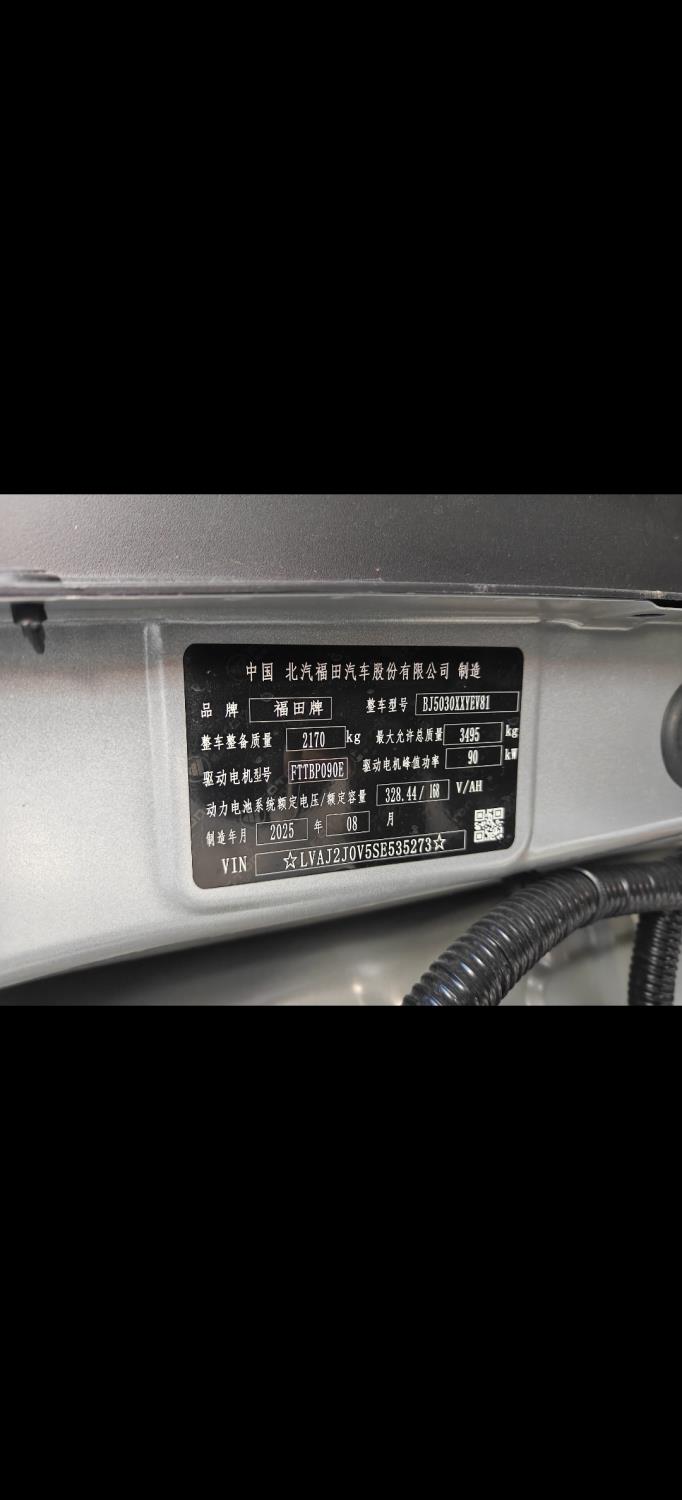 中国 北汽福田汽车股份有限公司 制造
品 牌 福田牌 整车型号 BJ5030XXYEV81
整车整备质量 2170 kg 最大允许总质量 3495 kg
驱动电机型号 FTTBP090E 驱动电机峰值功率 90 kW
动力电池系统额定电压/额定容量 328.44/168 V/AH
制造年月 2025 年 08 月
VIN ☆LVAJ2J0V5SE535273☆